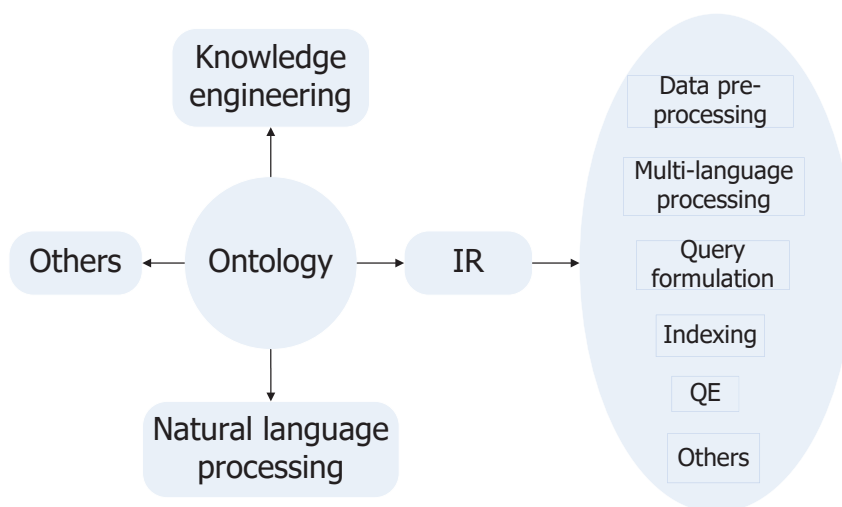 Knowledge
engineering
Others
Ontology
IR
Natural language
processing
Data pre-
processing
Multi-language
processing
Query
formulation
Indexing
QE
Others